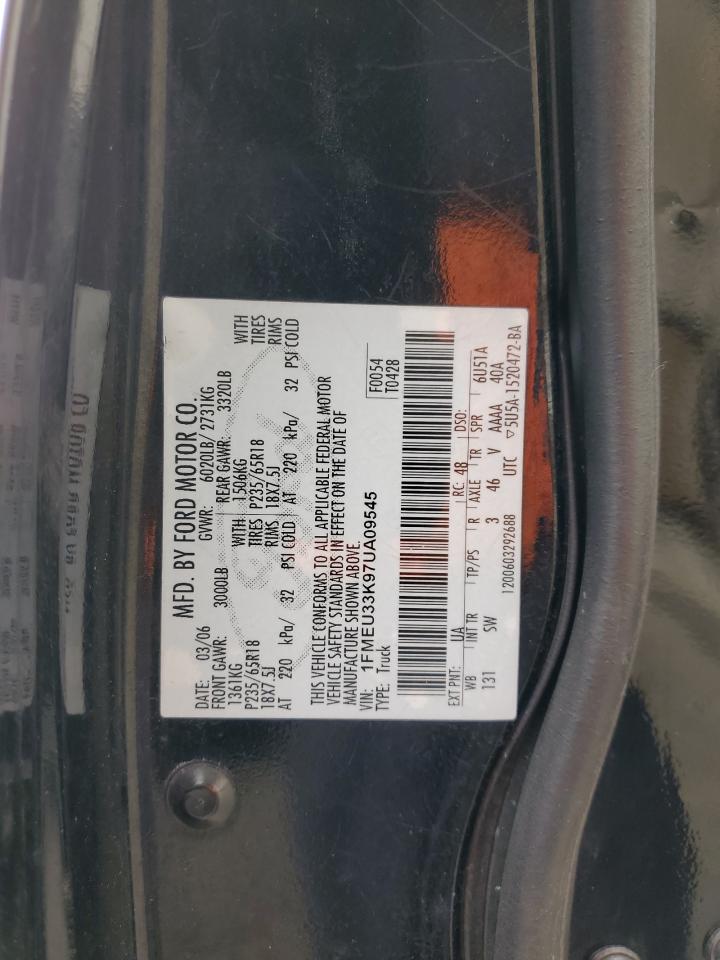 MFD. BY FORD MOTOR CO.
DATE: 03/06 GVWR: 6020LB/ 2731KG
FRONT GAWR: 3000LB REAR GAWR: 3320LB
1361KG WITH 1506KG WITH
P235/65R18 TIRES P235/65R18 TIRES
18X7.5J RIMS 18X7.5J RIMS
AT 220 kPa/ 32 PSI COLD AT 220 kPa/ 32 PSI COLD
THIS VEHICLE CONFORMS TO ALL APPLICABLE FEDERAL MOTOR
VEHICLE SAFETY STANDARDS IN EFFECT ON THE DATE OF
MANUFACTURE SHOWN ABOVE.
VIN: 1FMEU33K97UA09545 F0054
TYPE: Truck T0428
EXT PNT: UA RC: 48 DSO:
WB INT TR TP/PS R AXLE TR SPR 6U51A
131 SW 3 46 V AAAA 40A
1200603292688 UTC ▽5U5A-1520472-BA